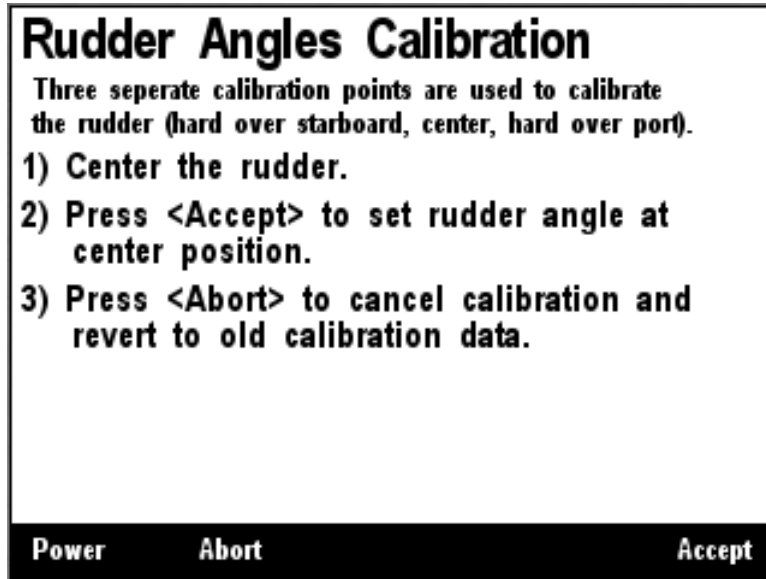 Rudder Angles Calibration
Three seperate calibration points are used to calibrate
the rudder (hard over starboard, center, hard over port).
1) Center the rudder.
2) Press <Accept> to set rudder angle at
center position.
3) Press <Abort> to cancel calibration and
revert to old calibration data.
Power Abort Accept